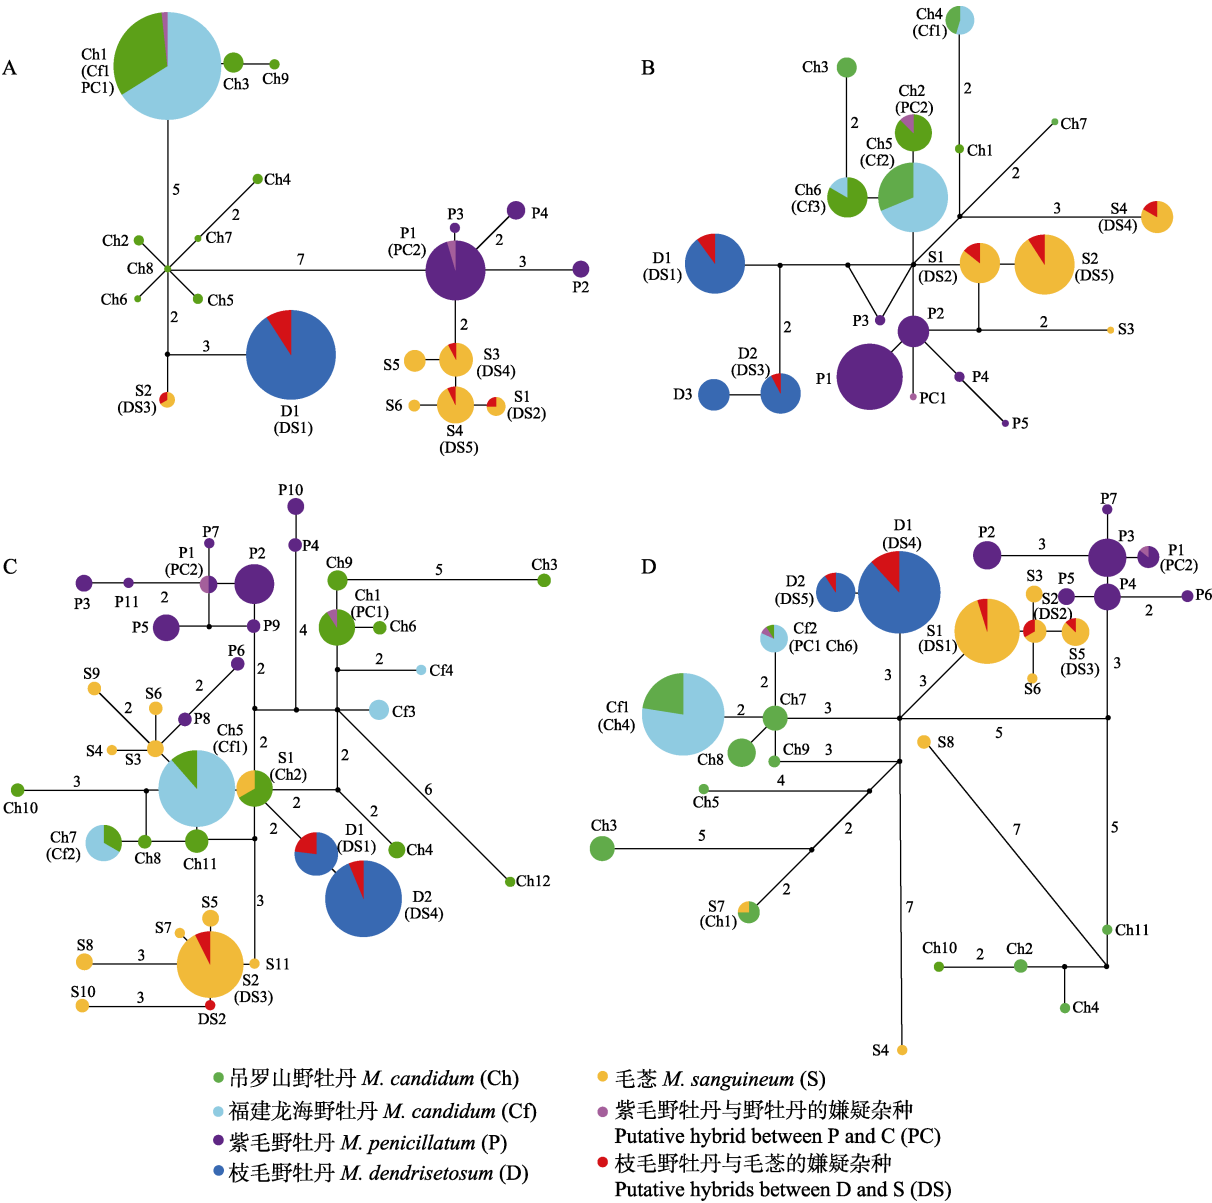 A
Ch1
(Cf1
PC1)
Ch3
Ch9
5
Ch4
2
Ch7
Ch2
Ch8
Ch6
Ch5
7
P1
(PC2)
P3
P4
2
3
P2
2
3
S2
(DS3)
D1
(DS1)
2
S5
S3
(DS4)
S6
S1
(DS2)
S4
(DS5)
B
Ch4
(Cf1)
Ch3
2
2
Ch2
(PC2)
Ch5
(Cf2)
Ch1
Ch7
2
Ch6
(Cf3)
3
S4
(DS4)
D1
(DS1)
S1
(DS2)
S2
(DS5)
P3
P2
2
S3
2
D2
(DS3)
D3
P1
P4
PC1
P5
C
P10
P7
P4
P1
(PC2)
P2
P3
P11
2
P5
P9
4
Ch9
5
Ch3
Ch1
(PC1)
Ch6
P6
2
2
2
Cf4
S9
S6
2
P8
Cf3
S4
S3
Ch5
(Cf1)
2
S1
(Ch2)
2
6
Ch10
3
2
2
2
Ch7
(Cf2)
Ch8
Ch11
D1
(DS1)
Ch4
Ch12
D2
(DS4)
3
S5
S7
S8
3
S11
S2
(DS3)
S10
3
DS2
D
D1
(DS4)
D2
(DS5)
P7
P2
3
P3
P1
(PC2)
S3
P5
P4
S2
(DS2)
2
P6
S1
(DS1)
S5
(DS3)
S6
Cf2
(PC1 Ch6)
2
3
3
3
Cf1
(Ch4)
2
Ch7
3
5
Ch8
Ch9
3
S8
4
Ch5
Ch3
5
2
7
5
2
S7
(Ch1)
7
Ch11
Ch10
2
Ch2
Ch4
S4
吊罗山野牡丹 M. candidum (Ch)
福建龙海野牡丹 M. candidum (Cf)
紫毛野牡丹 M. penicillatum (P)
枝毛野牡丹 M. dendrisetosum (D)
毛菍 M. sanguineum (S)
紫毛野牡丹与野牡丹的嫌疑杂种
Putative hybrid between P and C (PC)
枝毛野牡丹与毛菍的嫌疑杂种
Putative hybrids between D and S (DS)